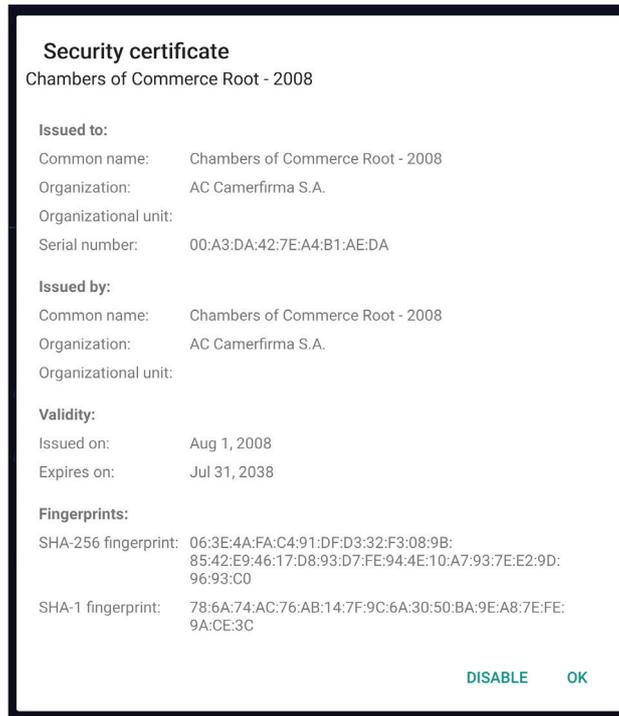 Security certificate
Chambers of Commerce Root - 2008
Issued to:
Common name: Chambers of Commerce Root - 2008
Organization: AC Camerfirma S.A.
Organizational unit:
Serial number: 00:A3:DA:42:7E:A4:B1:AE:DA
Issued by:
Common name: Chambers of Commerce Root - 2008
Organization: AC Camerfirma S.A.
Organizational unit:
Validity:
Issued on: Aug 1, 2008
Expires on: Jul 31, 2038
Fingerprints:
SHA-256 fingerprint: 06:3E:4A:FA:C4:91:DF:D3:32:F3:08:9B:
85:42:E9:46:17:D8:93:D7:FE:94:4E:10:A7:93:7E:E2:9D:
96:93:C0
SHA-1 fingerprint: 78:6A:74:AC:76:AB:14:7F:9C:6A:30:50:BA:9E:A8:7E:FE:
9A:CE:3C
DISABLE OK